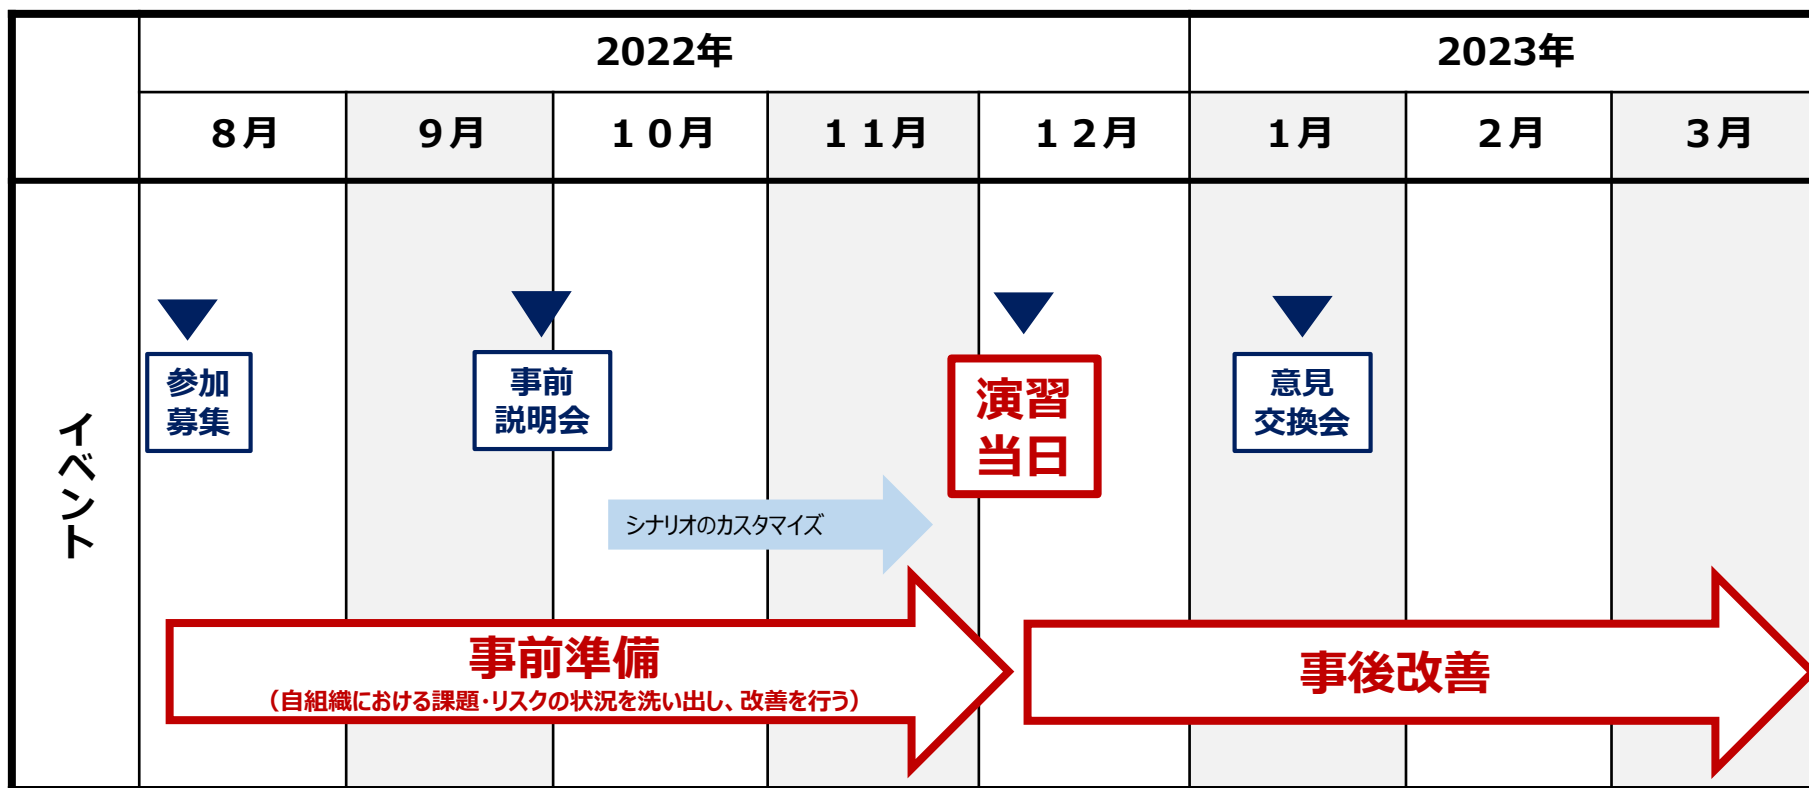 2022年
2023年
８月
９月
１０月
１１月
１２月
１月
２月
３月
イベント
参加
募集
事前
説明会
演習
当日
意見
交換会
シナリオのカスタマイズ
事前準備
（自組織における課題・リスクの状況を洗い出し、改善を行う）
事後改善